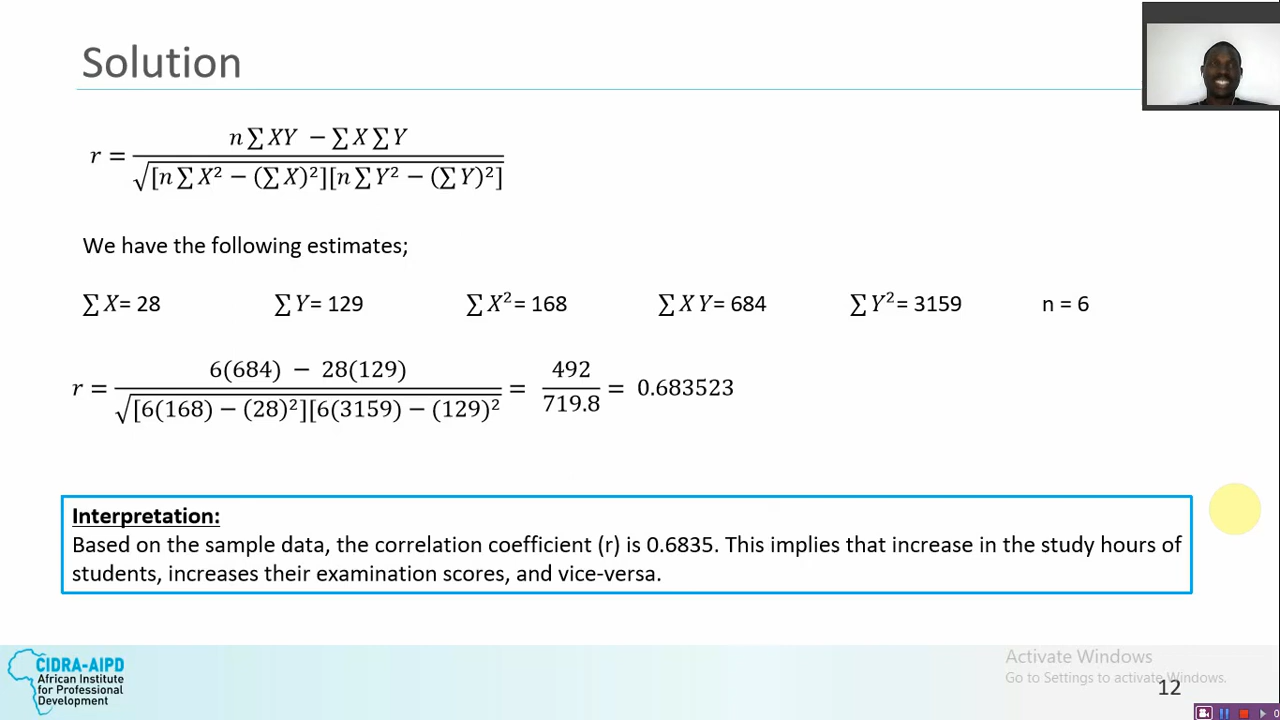 Solution
r = n ∑ XY − ∑ X ∑ Y / √[n ∑ X² − (∑ X)²][n ∑ Y² − (∑ Y)²]
We have the following estimates;
∑ X= 28 ∑ Y= 129 ∑ X²= 168 ∑ X Y= 684 ∑ Y²= 3159 n = 6
r = 6(684) − 28(129) / √[6(168) − (28)²][6(3159) − (129)² = 492 / 719.8 = 0.683523
Interpretation:
Based on the sample data, the correlation coefficient (r) is 0.6835. This implies that increase in the study hours of
students, increases their examination scores, and vice-versa.
CIDRA-AIPD
African Institute
for Professional
Development
Activate Windows
Go to Settings to activate Windows.
12